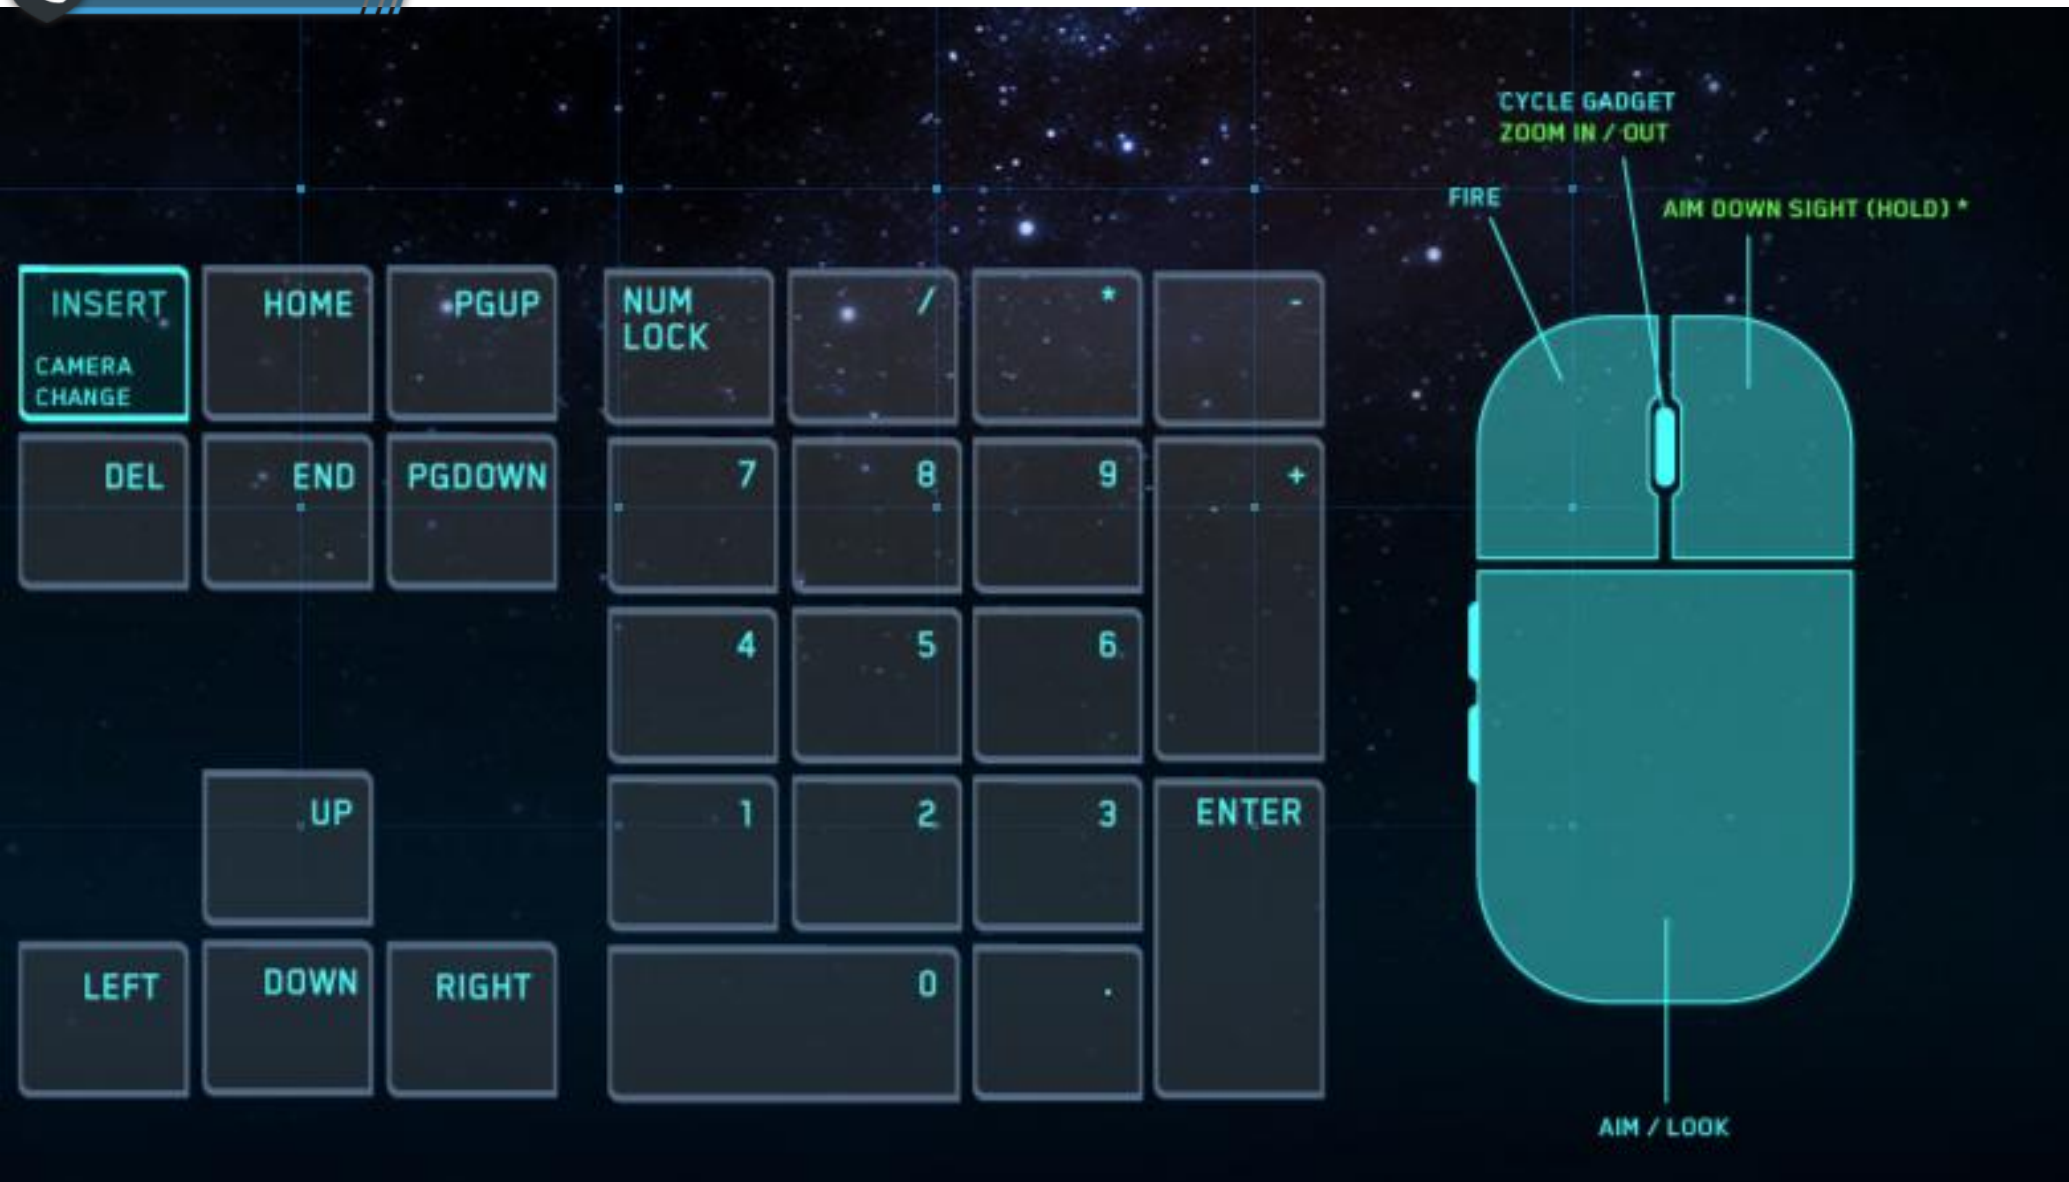 CYCLE GADGET
ZOOM IN / OUT
FIRE
AIM DOWN SIGHT (HOLD) *
INSERT
CAMERA
CHANGE
HOME
PGUP
NUM
LOCK
/
*
-
DEL
END
PGDOWN
7
8
9
+
4
5
6
UP
1
2
3
ENTER
LEFT
DOWN
RIGHT
0
.
AIM / LOOK